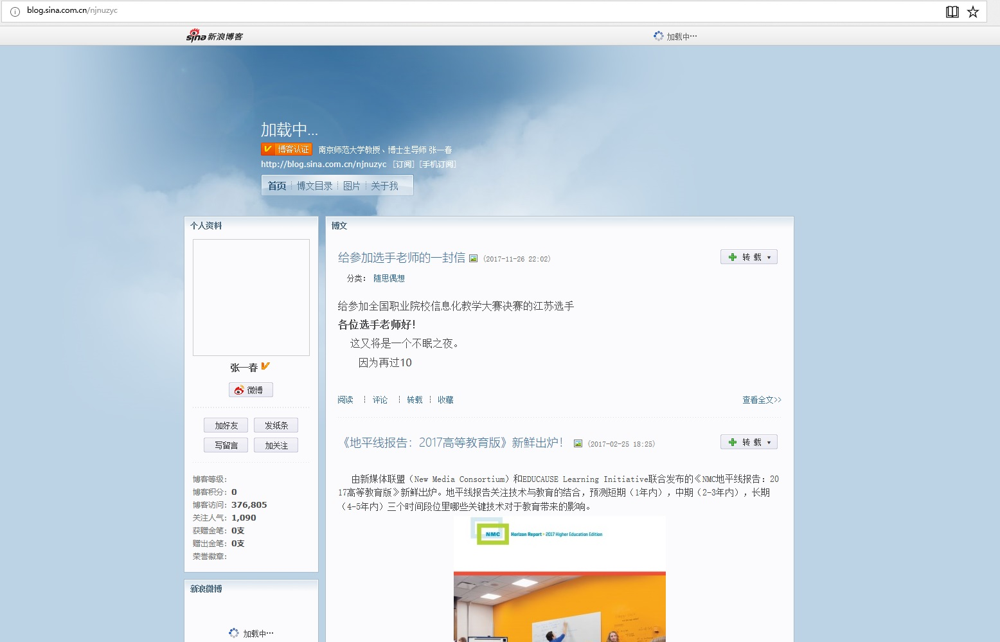 blog.sina.com.cn/njnuzyc
sina新浪博客
加载中…
加载中...
博客认证 南京师范大学教授、博士生导师 张一春
http://blog.sina.com.cn/njnuzyc [订阅] [手机订阅]
首页 博文目录 图片 关于我
个人资料
张一春
微博
加好友 发纸条
写留言 加关注
博客等级：
博客积分：0
博客访问：376,805
关注人气：1,090
获赠金笔：0支
赠出金笔：0支
荣誉徽章：
新浪微博
加载中…
博文
给参加选手老师的一封信 (2017-11-26 22:02)
转 载
分类： 随思偶想
给参加全国职业院校信息化教学大赛决赛的江苏选手
各位选手老师好！
这又将是一个不眠之夜。
因为再过10
阅读 ┆ 评论 ┆ 转载 ┆ 收藏
查看全文>>
《地平线报告：2017高等教育版》新鲜出炉！ (2017-02-25 18:25)
转 载
由新媒体联盟（New Media Consortium）和EDUCAUSE Learning Initiative联合发布的《NMC地平线报告：20
17高等教育版》新鲜出炉。地平线报告关注技术与教育的结合，预测短期（1年内），中期（2-3年内），长期
（4-5年内）三个时间段位里哪些关键技术对于教育带来的影响。
NMC Horizon Report > 2017 Higher Education Edition